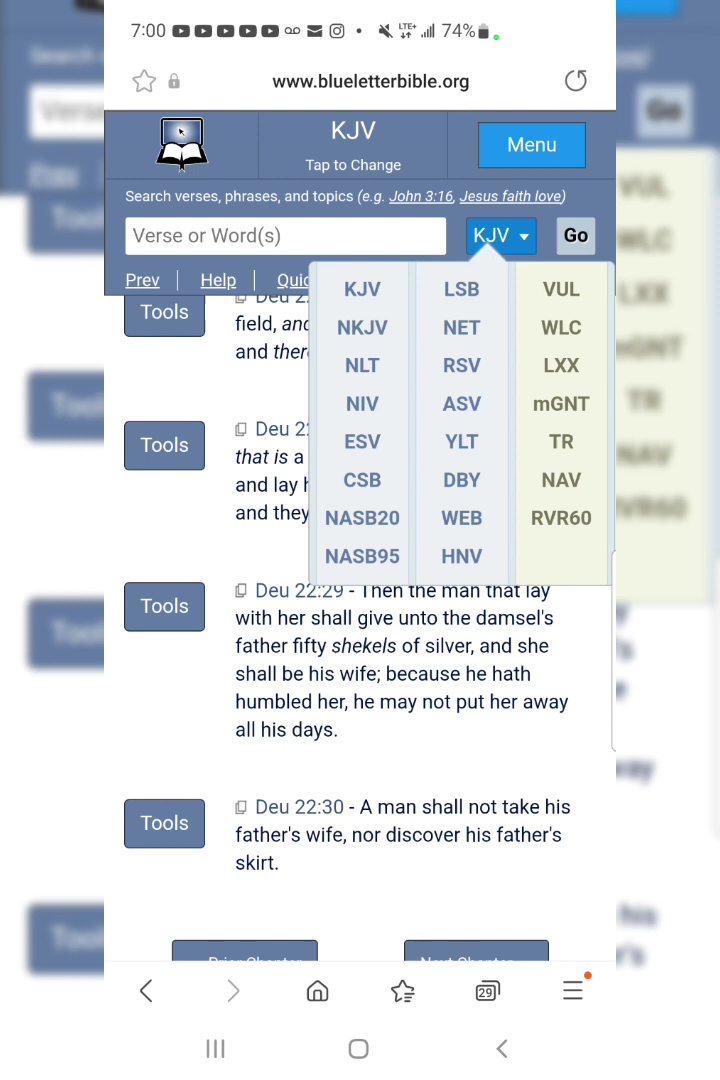 7:00 LTE+ 74%
www.blueletterbible.org
KJV
Tap to Change
Menu
Search verses, phrases, and topics (e.g. John 3:16, Jesus faith love)
Verse or Word(s)
KJV
Go
Prev
Help
KJV LSB VUL
NKJV NET WLC
NLT RSV LXX
NIV ASV mGNT
ESV YLT TR
CSB DBY NAV
NASB20 WEB RVR60
NASB95 HNV
Tools
field,
and
Tools
Deu
that is a
and lay
and they
Tools
Deu 22:29 - Then the man that lay
with her shall give unto the damsel's
father fifty shekels of silver, and she
shall be his wife; because he hath
humbled her, he may not put her away
all his days.
Tools
Deu 22:30 - A man shall not take his
father's wife, nor discover his father's
skirt.
Prior Chapter
Next Chapter
29